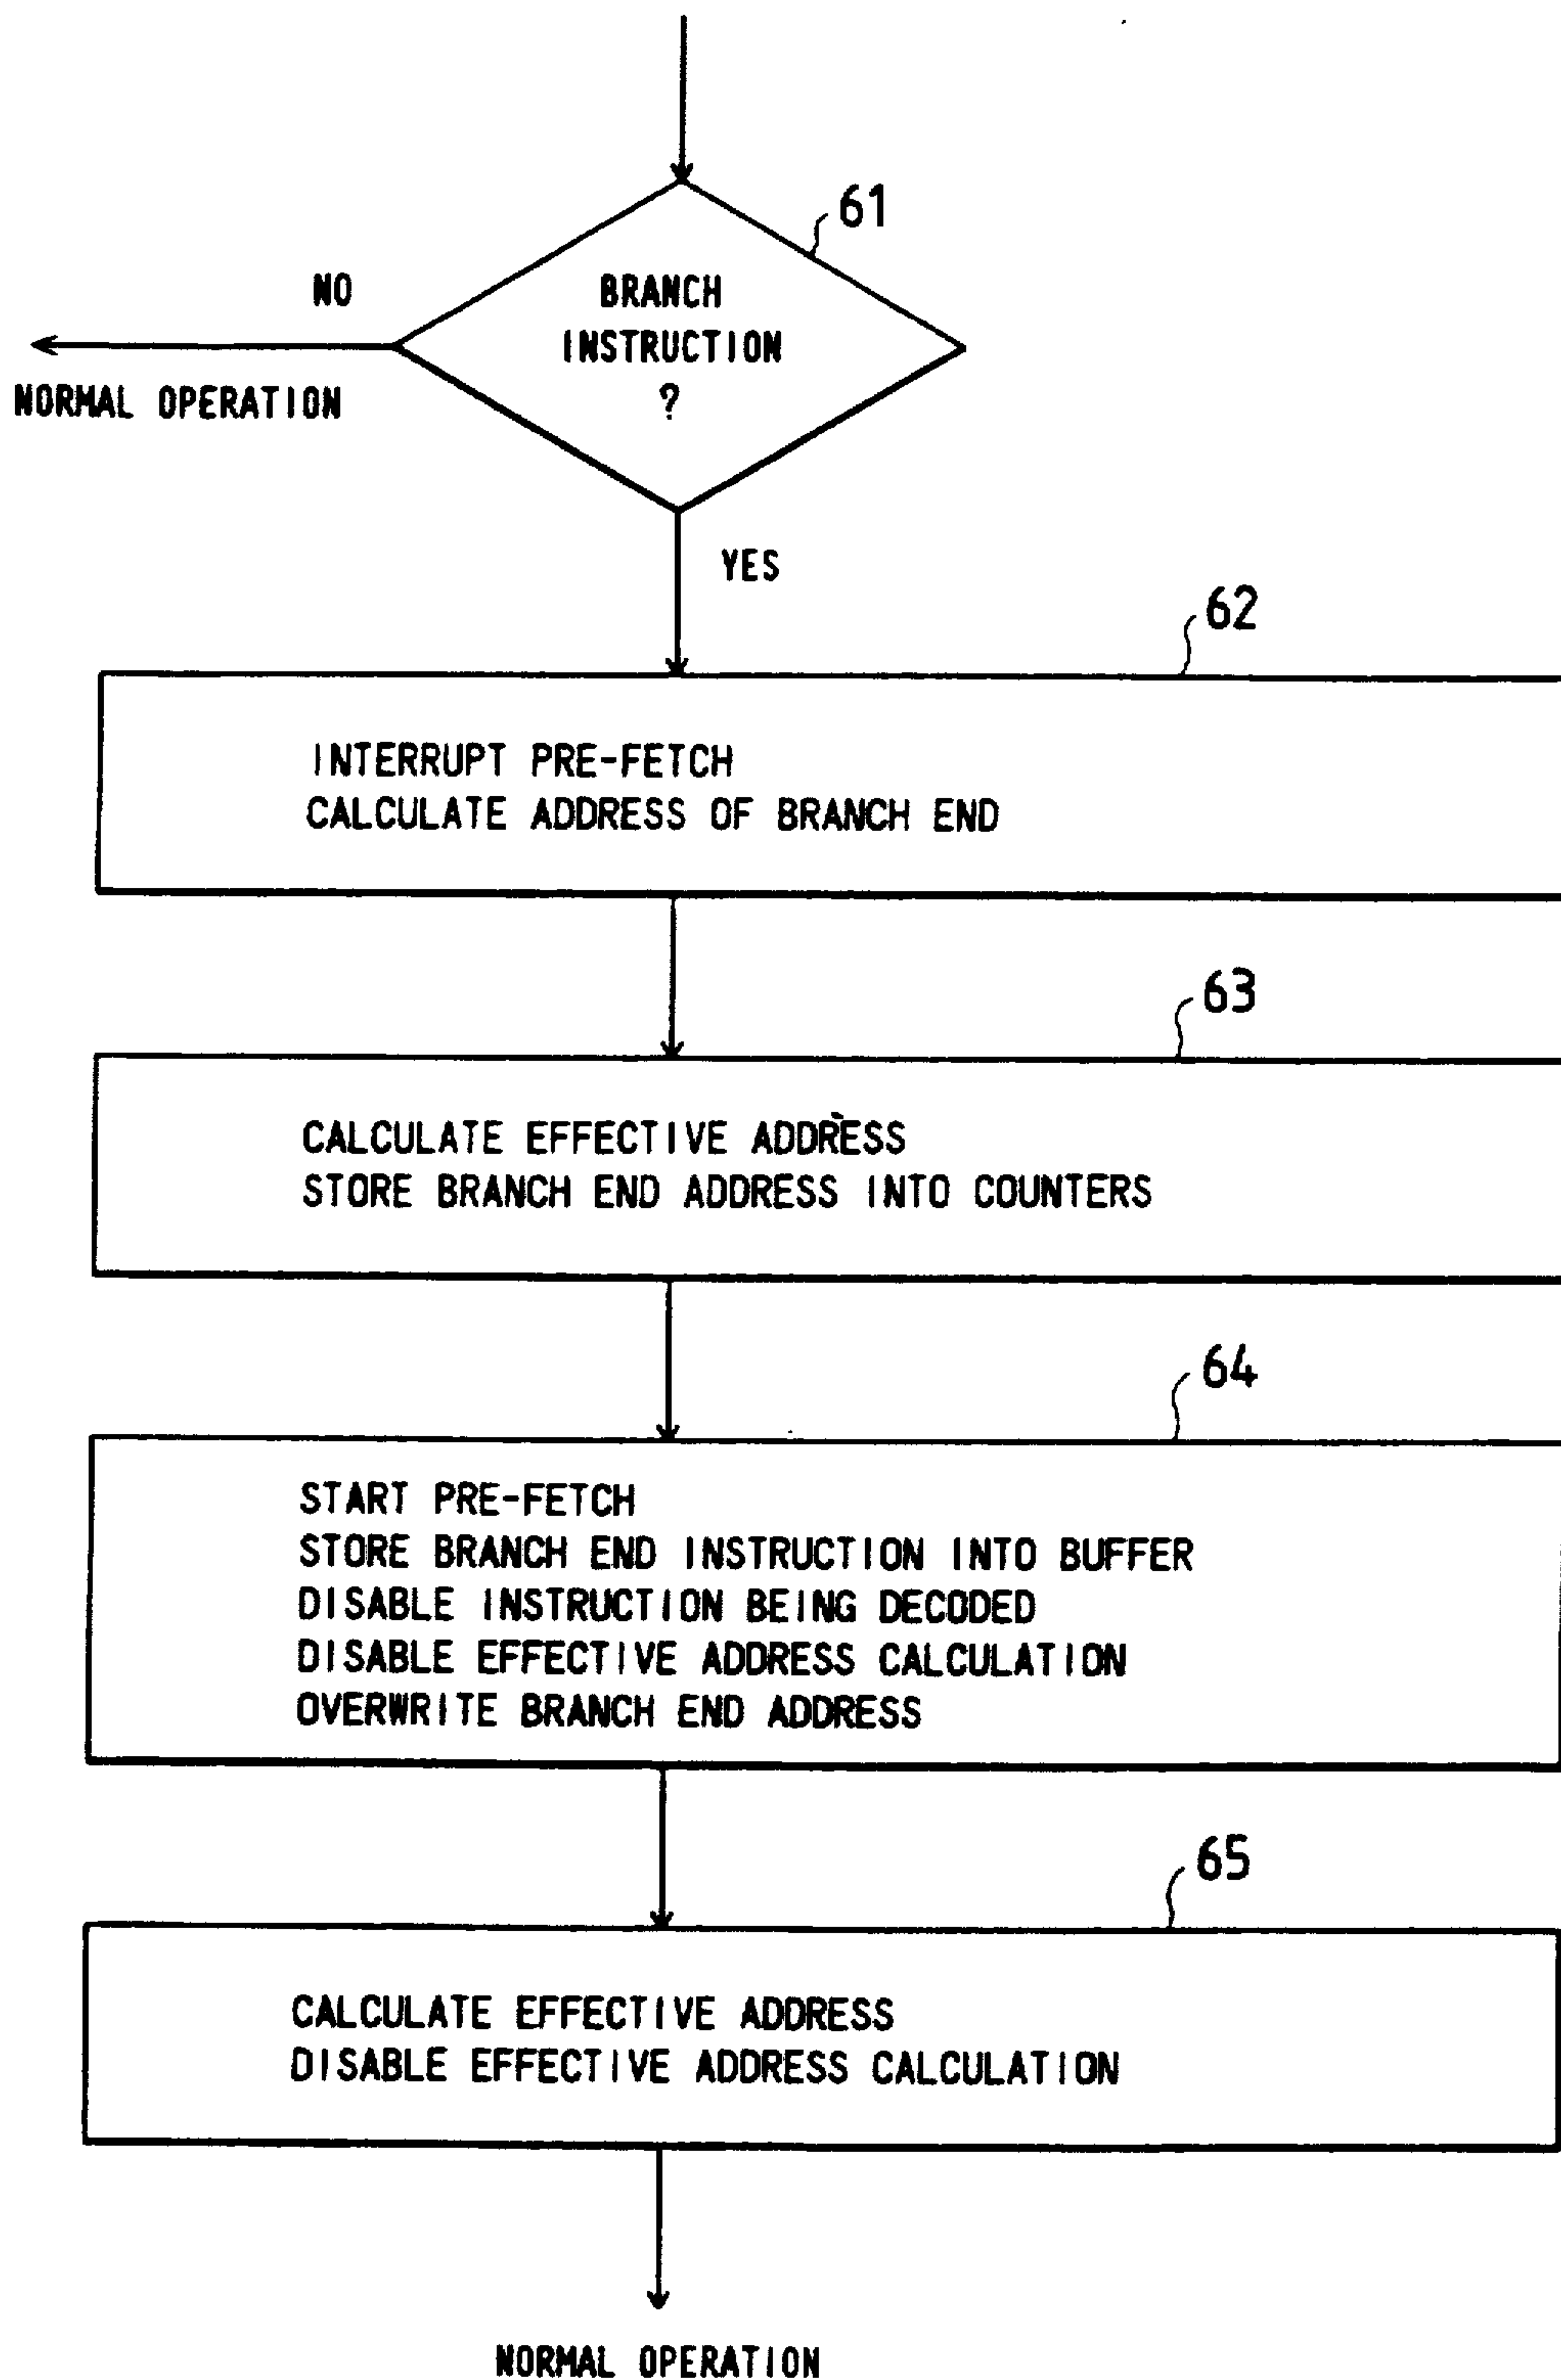 61
NO
BRANCH
INSTRUCTION
?
NORMAL OPERATION
YES
62
INTERRUPT PRE-FETCH
CALCULATE ADDRESS OF BRANCH END
63
CALCULATE EFFECTIVE ADDRESS
STORE BRANCH END ADDRESS INTO COUNTERS
64
START PRE-FETCH
STORE BRANCH END INSTRUCTION INTO BUFFER
DISABLE INSTRUCTION BEING DECODED
DISABLE EFFECTIVE ADDRESS CALCULATION
OVERWRITE BRANCH END ADDRESS
65
CALCULATE EFFECTIVE ADDRESS
DISABLE EFFECTIVE ADDRESS CALCULATION
NORMAL OPERATION